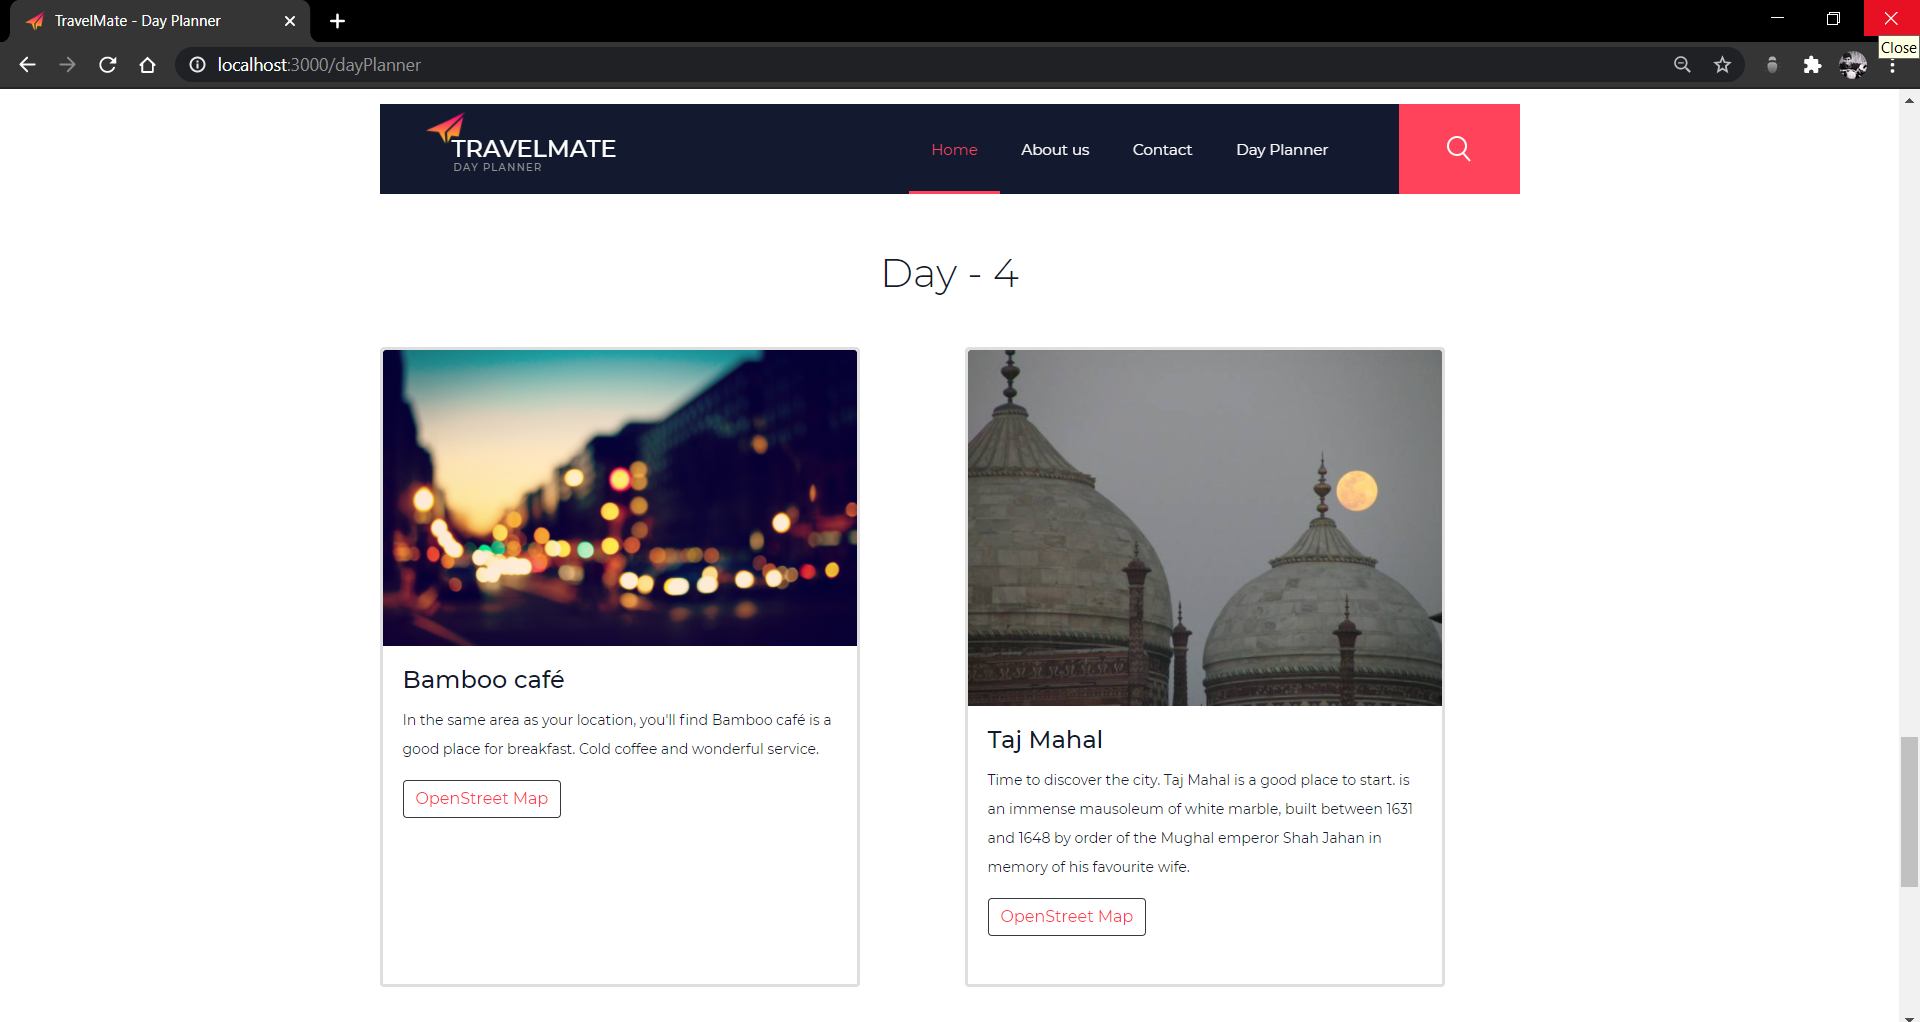 TravelMate - Day Planner
Close
localhost:3000/dayPlanner
TRAVELMATE
DAY PLANNER
Home
About us
Contact
Day Planner
Day - 4
Bamboo café
In the same area as your location, you'll find Bamboo café is a
good place for breakfast. Cold coffee and wonderful service.
OpenStreet Map
Taj Mahal
Time to discover the city. Taj Mahal is a good place to start. is
an immense mausoleum of white marble, built between 1631
and 1648 by order of the Mughal emperor Shah Jahan in
memory of his favourite wife.
OpenStreet Map